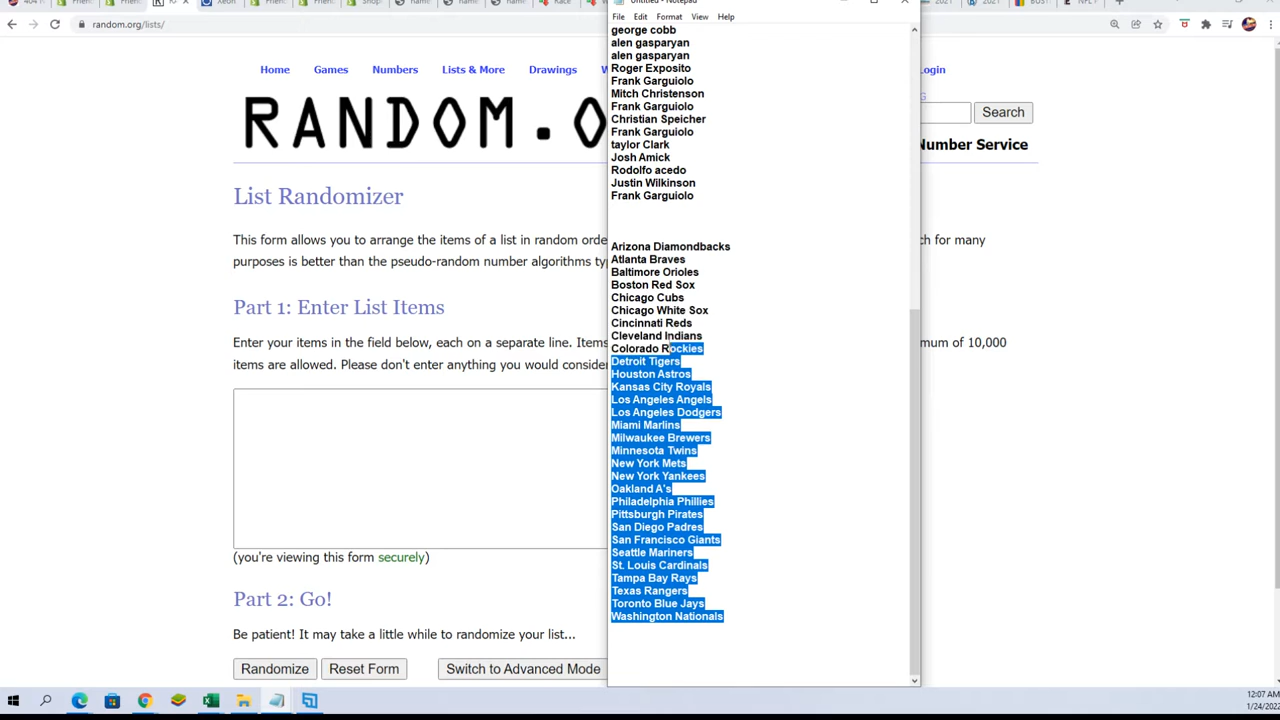 Untitled - Notepad
random.org/lists/
File Edit Format View Help
george cobb
alen gasparyan
alen gasparyan
Roger Exposito
Frank Garguiolo
Mitch Christenson
Frank Garguiolo
Christian Speicher
Frank Garguiolo
taylor Clark
Josh Amick
Rodolfo acedo
Justin Wilkinson
Frank Garguiolo
Arizona Diamondbacks
Atlanta Braves
Baltimore Orioles
Boston Red Sox
Chicago Cubs
Chicago White Sox
Cincinnati Reds
Cleveland Indians
Colorado Rockies
Detroit Tigers
Houston Astros
Kansas City Royals
Los Angeles Angels
Los Angeles Dodgers
Miami Marlins
Milwaukee Brewers
Minnesota Twins
New York Mets
New York Yankees
Oakland A's
Philadelphia Phillies
Pittsburgh Pirates
San Diego Padres
San Francisco Giants
Seattle Mariners
St. Louis Cardinals
Tampa Bay Rays
Texas Rangers
Toronto Blue Jays
Washington Nationals
Home Games Numbers Lists & More Drawings W Login
RANDOM.O
Search
Number Service
List Randomizer
This form allows you to arrange the items of a list in random orde ch for many
purposes is better than the pseudo-random number algorithms ty
Part 1: Enter List Items
Enter your items in the field below, each on a separate line. Items mum of 10,000
items are allowed. Please don't enter anything you would conside
(you're viewing this form securely)
Part 2: Go!
Be patient! It may take a little while to randomize your list...
Randomize Reset Form Switch to Advanced Mode
12:07 AM
1/24/2022